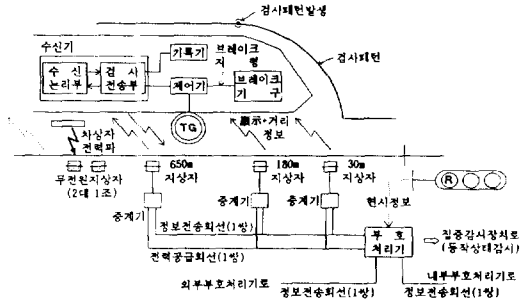 검사패턴발생
수신기
기록기
브레이크
지 령
검사패턴
수 신
논리부
검 사
전송부
제어기
브레이크
기 구
TG
顯示+거리
정보
차상자
전력파
650m
지상자
180m
지상자
30m
지상자
R
무전원지상자
(2대 1조)
중계기
중계기
중계기
현시정보
정보전송회선(1쌍)
부 호
처리기
집중감시장치로
(동작상태감시)
전력공급회선(1쌍)
외부부호처리기로
정보전송회선(1쌍)
내부부호처리기로
정보전송회선(1쌍)